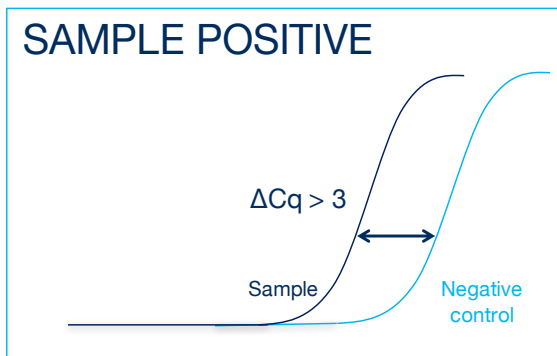 SAMPLE POSITIVE
ΔCq > 3
Sample
Negative
control